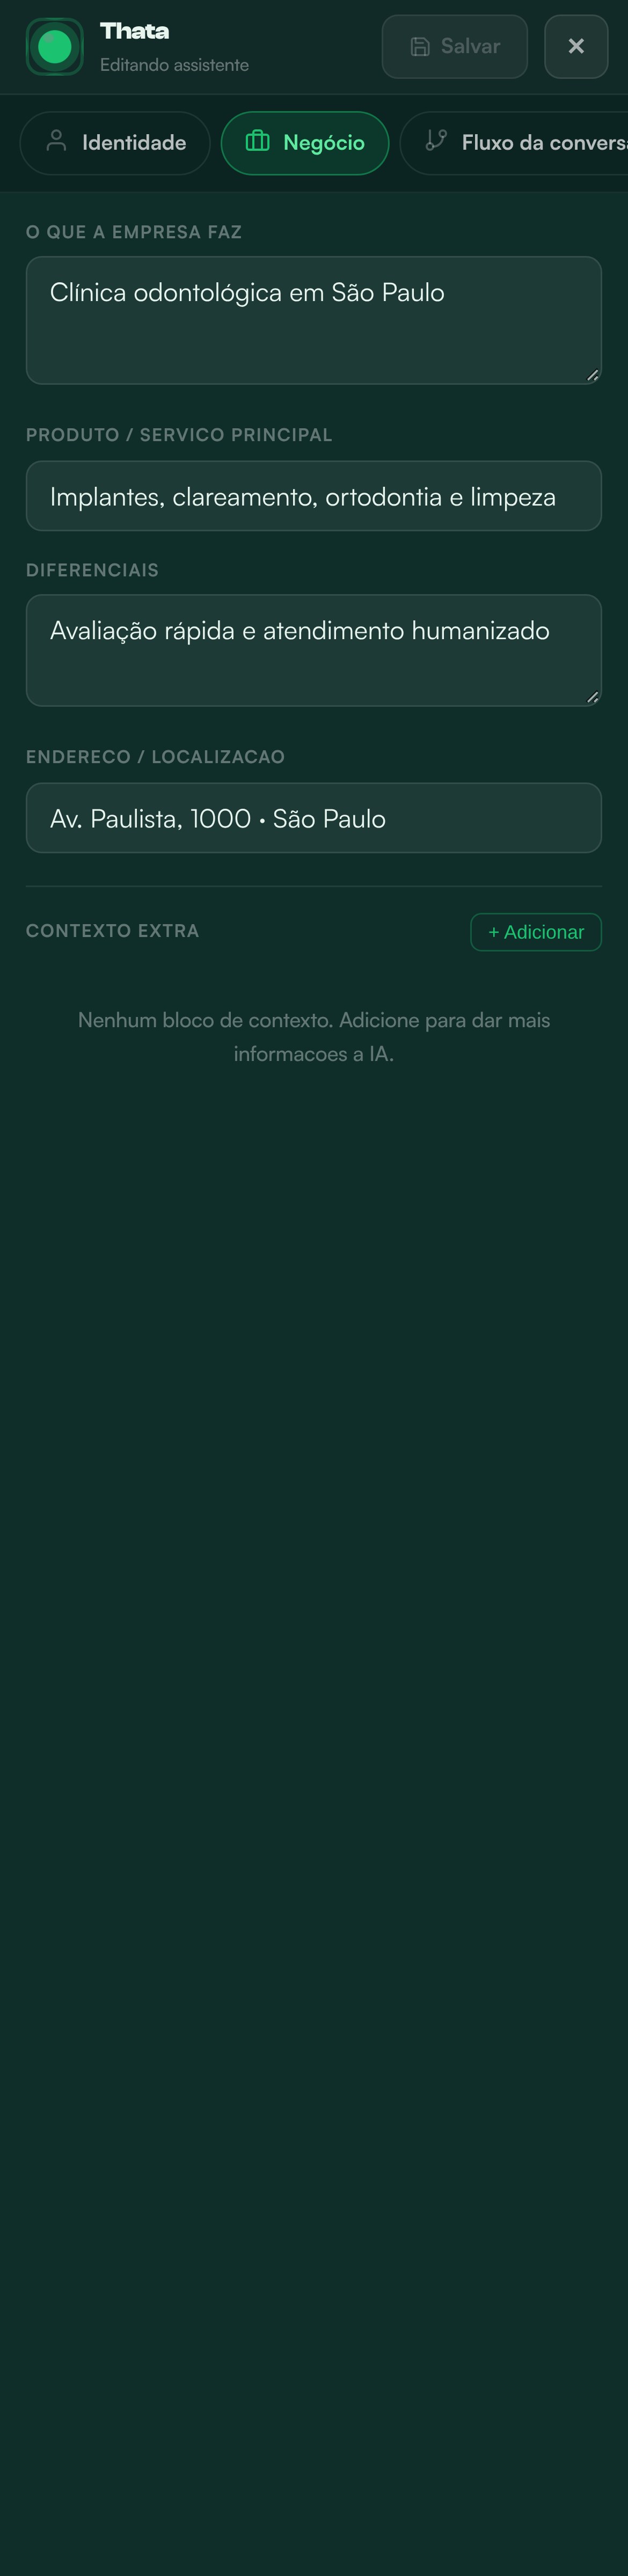 Thata
Editando assistente
Salvar
Identidade
Negócio
Fluxo da convers
O QUE A EMPRESA FAZ
Clínica odontológica em São Paulo
PRODUTO / SERVICO PRINCIPAL
Implantes, clareamento, ortodontia e limpeza
DIFERENCIAIS
Avaliação rápida e atendimento humanizado
ENDERECO / LOCALIZACAO
Av. Paulista, 1000 · São Paulo
CONTEXTO EXTRA
+ Adicionar
Nenhum bloco de contexto. Adicione para dar mais
informacoes a IA.